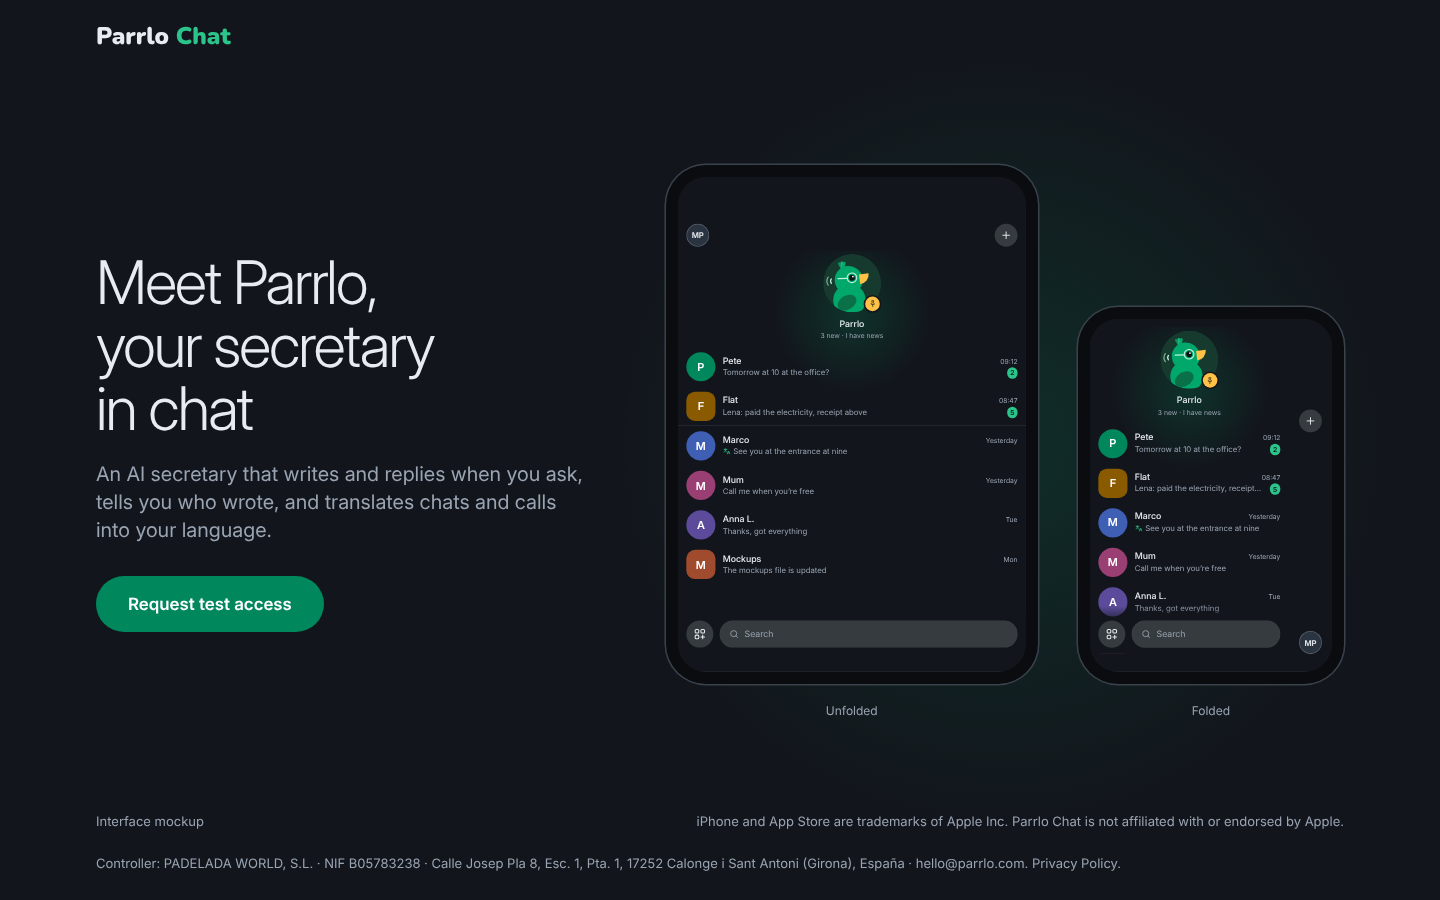 Parrlo Chat
Meet Parrlo,
your secretary
in chat
An AI secretary that writes and replies when you ask,
tells you who wrote, and translates chats and calls
into your language.
Request test access
MP
Parrlo
3 new · I have news
P
Pete
09:12
Tomorrow at 10 at the office?
2
F
Flat
08:47
Lena: paid the electricity, receipt above
5
M
Marco
Yesterday
See you at the entrance at nine
M
Mum
Yesterday
Call me when you're free
A
Anna L.
Tue
Thanks, got everything
M
Mockups
Mon
The mockups file is updated
Search
Unfolded
Parrlo
3 new · I have news
P
Pete
09:12
Tomorrow at 10 at the office?
2
F
Flat
08:47
Lena: paid the electricity, receipt...
5
M
Marco
Yesterday
See you at the entrance at nine
M
Mum
Yesterday
Call me when you're free
A
Anna L.
Tue
Thanks, got everything
Search
MP
Folded
Interface mockup
iPhone and App Store are trademarks of Apple Inc. Parrlo Chat is not affiliated with or endorsed by Apple.
Controller: PADELADA WORLD, S.L. · NIF B05783238 · Calle Josep Pla 8, Esc. 1, Pta. 1, 17252 Calonge i Sant Antoni (Girona), España · hello@parrlo.com. Privacy Policy.